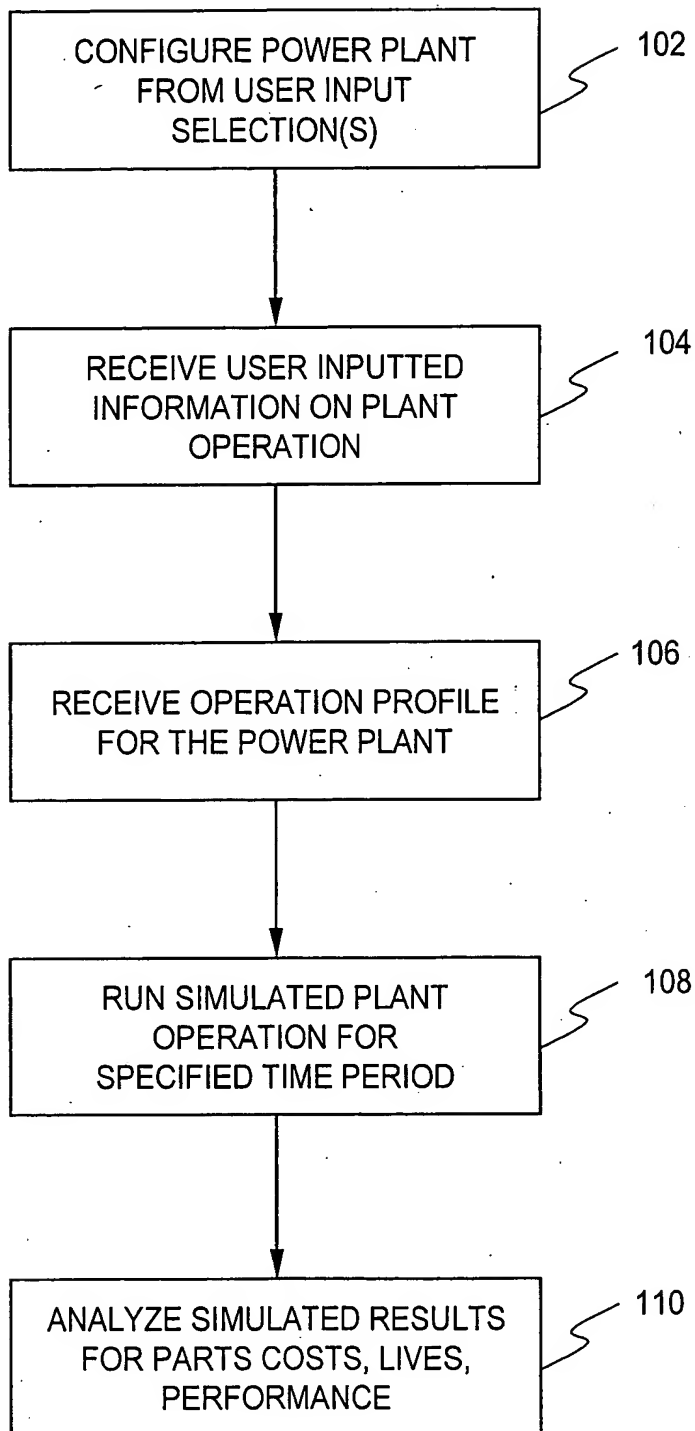 CONFIGURE POWER PLANT
FROM USER INPUT
SELECTION(S)
102
RECEIVE USER INPUTTED
INFORMATION ON PLANT
OPERATION
104
RECEIVE OPERATION PROFILE
FOR THE POWER PLANT
106
RUN SIMULATED PLANT
OPERATION FOR
SPECIFIED TIME PERIOD
108
ANALYZE SIMULATED RESULTS
FOR PARTS COSTS, LIVES,
PERFORMANCE
110